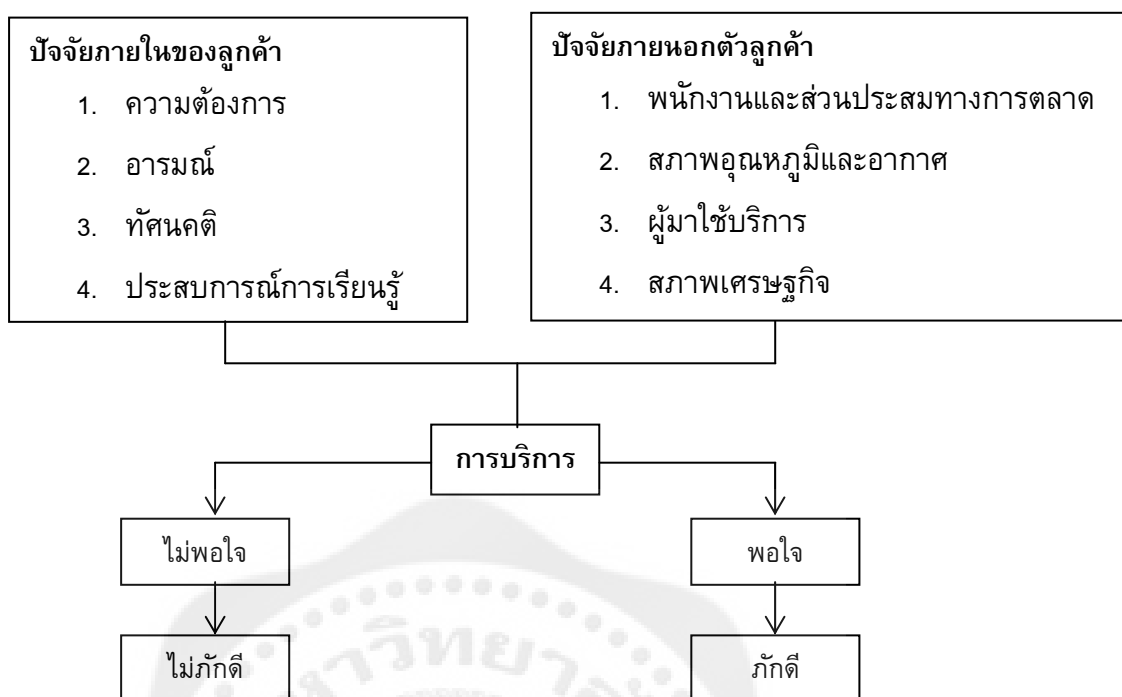 ปัจจัยภายในของลูกค้า
1. ความต้องการ
2. อารมณ์
3. ทัศนคติ
4. ประสบการณ์การเรียนรู้
ปัจจัยภายนอกตัวลูกค้า
1. พนักงานและส่วนประสมทางการตลาด
2. สภาพอุณหภูมิและอากาศ
3. ผู้มาใช้บริการ
4. สภาพเศรษฐกิจ
การบริการ
ไม่พอใจ
พอใจ
ไม่ภักดี
ภักดี